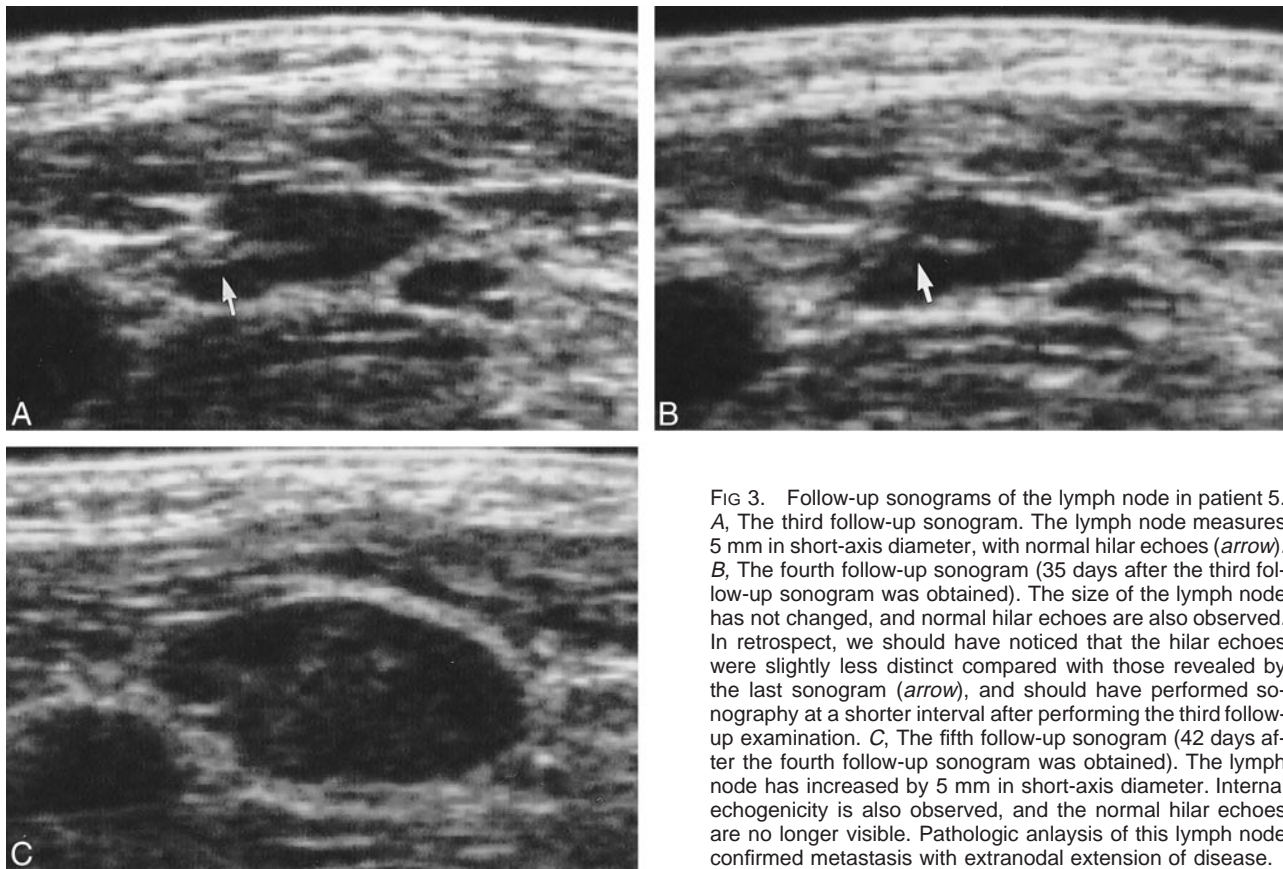 A
B
C
FIG 3. Follow-up sonograms of the lymph node in patient 5.
A, The third follow-up sonogram. The lymph node measures
5 mm in short-axis diameter, with normal hilar echoes (arrow).
B, The fourth follow-up sonogram (35 days after the third fol-
low-up sonogram was obtained). The size of the lymph node
has not changed, and normal hilar echoes are also observed.
In retrospect, we should have noticed that the hilar echoes
were slightly less distinct compared with those revealed by
the last sonogram (arrow), and should have performed so-
nography at a shorter interval after performing the third follow-
up examination. C, The fifth follow-up sonogram (42 days af-
ter the fourth follow-up sonogram was obtained). The lymph
node has increased by 5 mm in short-axis diameter. Internal
echogenicity is also observed, and the normal hilar echoes
are no longer visible. Pathologic anlaysis of this lymph node
confirmed metastasis with extranodal extension of disease.